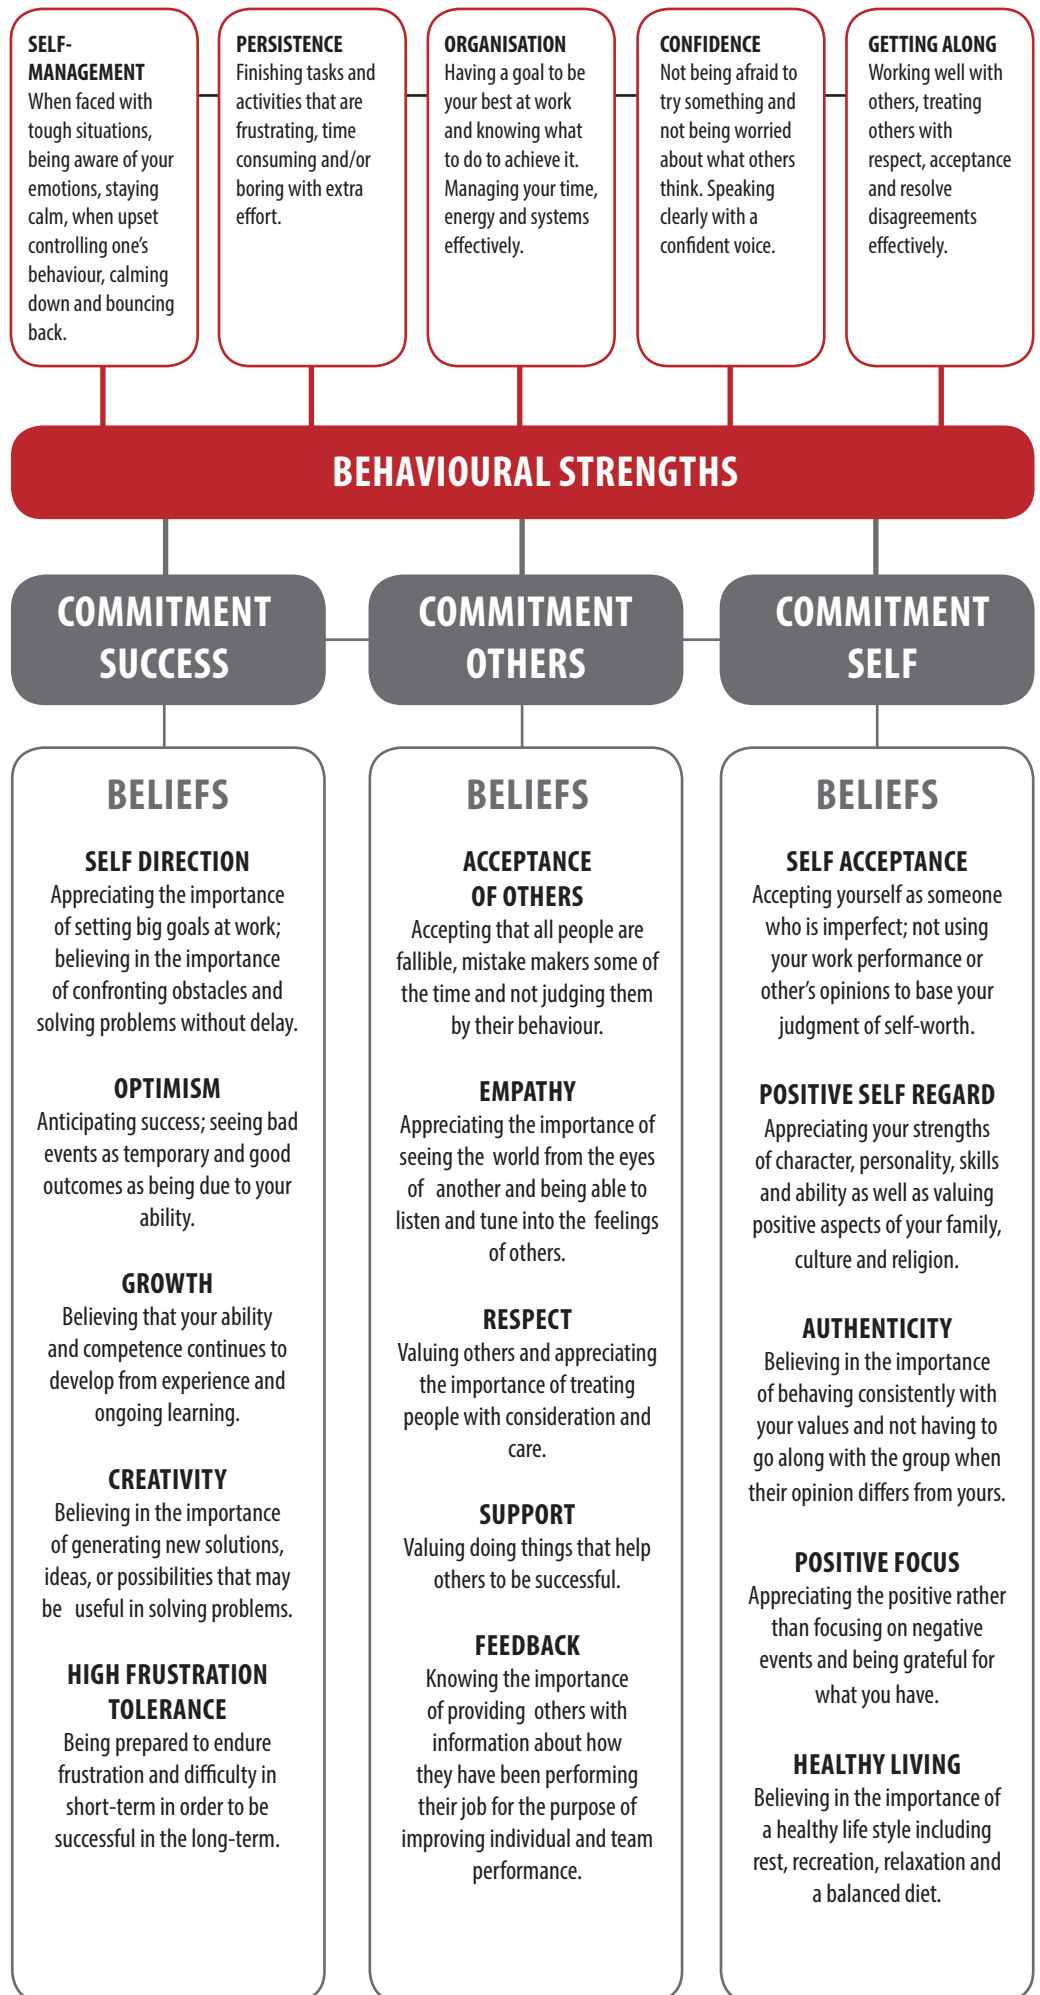 SELF-
MANAGEMENT
When faced with
tough situations,
being aware of your
emotions, staying
calm, when upset
controlling one's
behaviour, calming
down and bouncing
back.
PERSISTENCE
Finishing tasks and
activities that are
frustrating, time
consuming and/or
boring with extra
effort.
ORGANISATION
Having a goal to be
your best at work
and knowing what
to do to achieve it.
Managing your time,
energy and systems
effectively.
CONFIDENCE
Not being afraid to
try something and
not being worried
about what others
think. Speaking
clearly with a
confident voice.
GETTING ALONG
Working well with
others, treating
others with
respect, acceptance
and resolve
disagreements
effectively.
BEHAVIOURAL STRENGTHS
COMMITMENT
SUCCESS
COMMITMENT
OTHERS
COMMITMENT
SELF
BELIEFS
SELF DIRECTION
Appreciating the importance
of setting big goals at work;
believing in the importance
of confronting obstacles and
solving problems without delay.
OPTIMISM
Anticipating success; seeing bad
events as temporary and good
outcomes as being due to your
ability.
GROWTH
Believing that your ability
and competence continues to
develop from experience and
ongoing learning.
CREATIVITY
Believing in the importance
of generating new solutions,
ideas, or possibilities that may
be useful in solving problems.
HIGH FRUSTRATION
TOLERANCE
Being prepared to endure
frustration and difficulty in
short-term in order to be
successful in the long-term.
BELIEFS
ACCEPTANCE
OF OTHERS
Accepting that all people are
fallible, mistake makers some of
the time and not judging them
by their behaviour.
EMPATHY
Appreciating the importance of
seeing the world from the eyes
of another and being able to
listen and tune into the feelings
of others.
RESPECT
Valuing others and appreciating
the importance of treating
people with consideration and
care.
SUPPORT
Valuing doing things that help
others to be successful.
FEEDBACK
Knowing the importance
of providing others with
information about how
they have been performing
their job for the purpose of
improving individual and team
performance.
BELIEFS
SELF ACCEPTANCE
Accepting yourself as someone
who is imperfect; not using
your work performance or
other's opinions to base your
judgment of self-worth.
POSITIVE SELF REGARD
Appreciating your strengths
of character, personality, skills
and ability as well as valuing
positive aspects of your family,
culture and religion.
AUTHENTICITY
Believing in the importance
of behaving consistently with
your values and not having to
go along with the group when
their opinion differs from yours.
POSITIVE FOCUS
Appreciating the positive rather
than focusing on negative
events and being grateful for
what you have.
HEALTHY LIVING
Believing in the importance of
a healthy life style including
rest, recreation, relaxation and
a balanced diet.